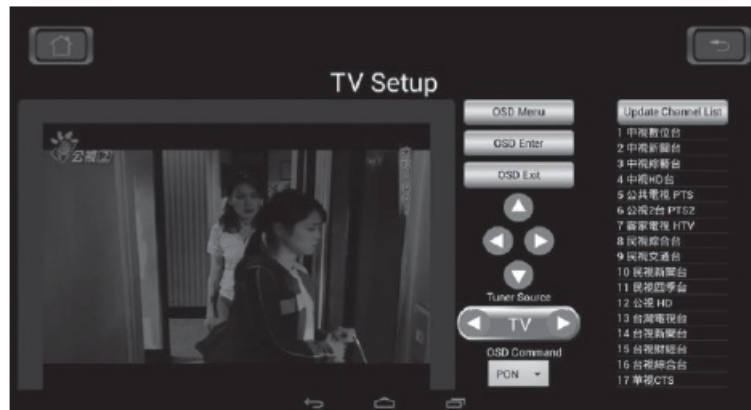 TV Setup
公視2
OSD Menu
OSD Enter
OSD Exit
Tuner Source
TV
OSD Command
PON
Update Channel List
1 中視數位台
2 中視新聞台
3 中視綜藝台
4 中視HD台
5 公共電視 PTS
6 公視2台 PTS2
7 客家電視 HTV
8 民視綜合台
9 民視交通台
10 民視新聞台
11 民視四季台
12 公視 HD
13 台灣電視台
14 台視新聞台
15 台視財經台
16 台視綜合台
17 華視CTS